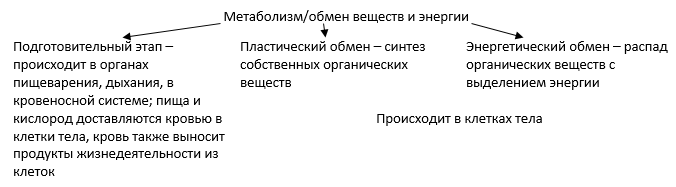 Метаболизм/обмен веществ и энергии
Подготовительный этап –
происходит в органах
пищеварения, дыхания, в
кровеносной системе; пища и
кислород доставляются кровью в
клетки тела, кровь также выносит
продукты жизнедеятельности из
клеток
Пластический обмен – синтез
собственных органических
веществ
Энергетический обмен – распад
органических веществ с
выделением энергии
Происходит в клетках тела